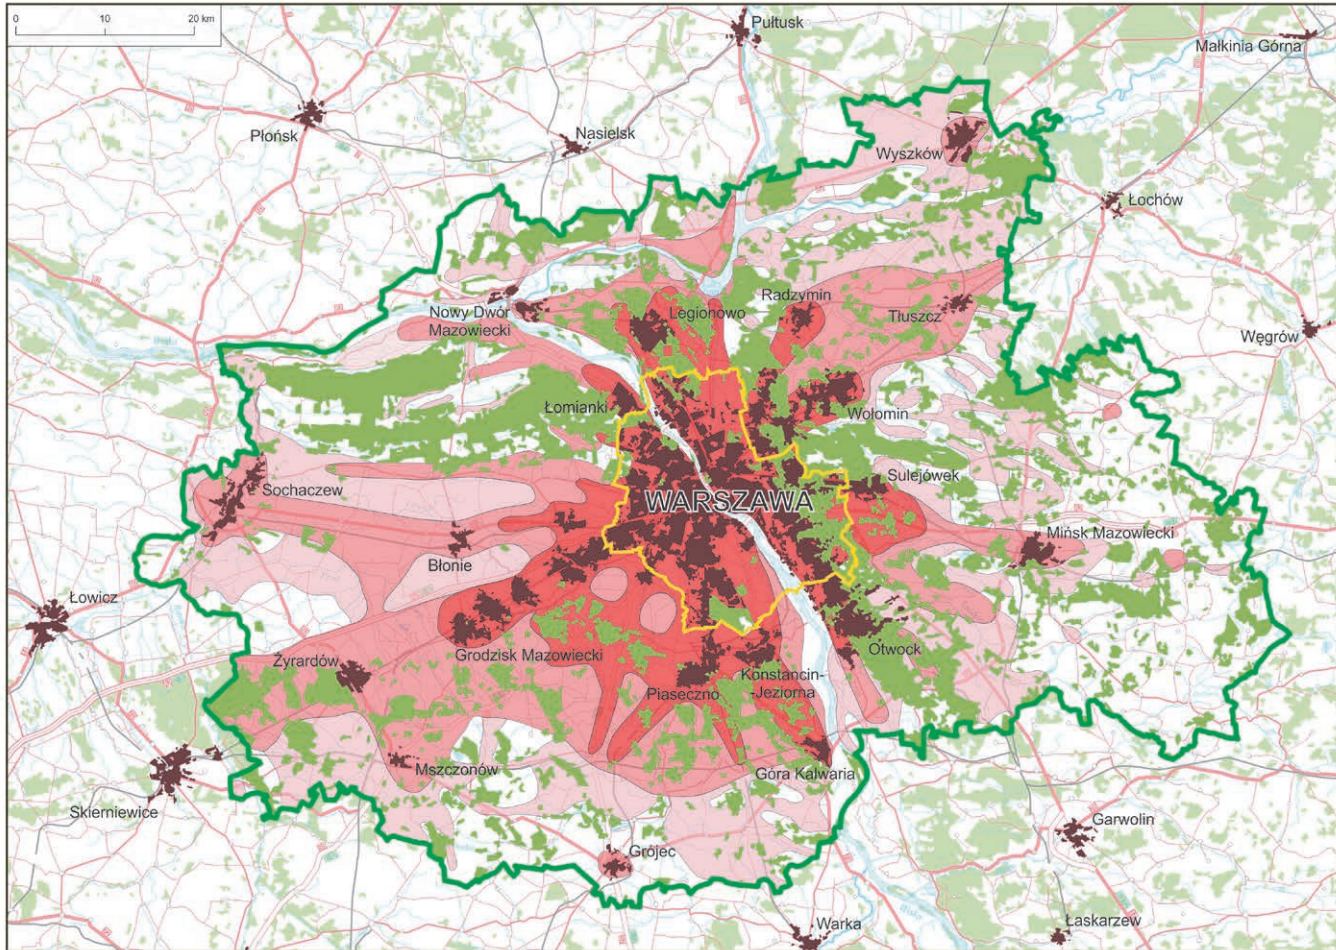 0 10 20 km
Pułtusk
Małkinia Górna
Płońsk
Nasielsk
Wyszków
Łochów
Radzymin
Nowy Dwór
Mazowiecki
Legionowo
Tłuszcz
Węgrów
Łomianki
Wołomin
Sochaczew
Sulejówek
WARSZAWA
Mińsk Mazowiecki
Błonie
Łowicz
Grodzisk Mazowiecki
Otwock
Żyrardów
Konstancin-
-Jeziorna
Piaseczno
Mszczonów
Góra Kalwaria
Skierniewice
Garwolin
Grójec
Warka
Łaskarzew